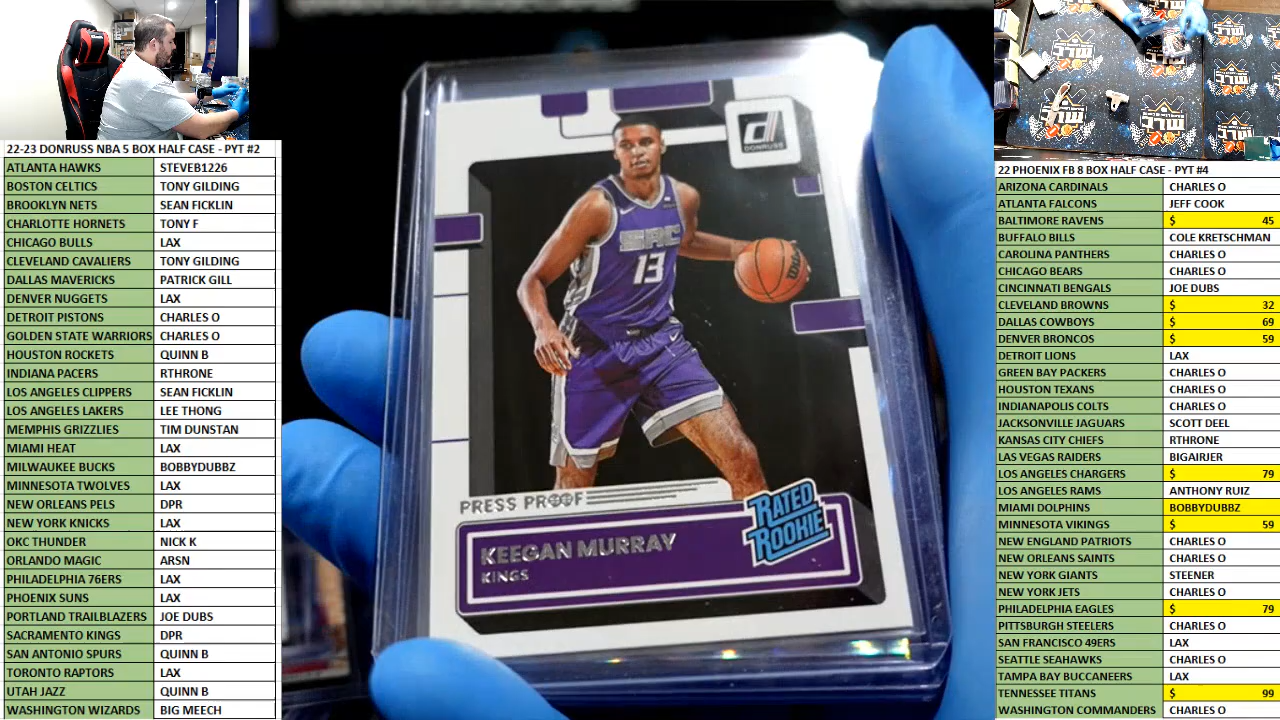 22-23 DONRUSS NBA 5 BOX HALF CASE - PYT #2
ATLANTA HAWKS STEVEB1226
BOSTON CELTICS TONY GILDING
BROOKLYN NETS SEAN FICKLIN
CHARLOTTE HORNETS TONY F
CHICAGO BULLS LAX
CLEVELAND CAVALIERS TONY GILDING
DALLAS MAVERICKS PATRICK GILL
DENVER NUGGETS LAX
DETROIT PISTONS CHARLES O
GOLDEN STATE WARRIORS CHARLES O
HOUSTON ROCKETS QUINN B
INDIANA PACERS RTHRONE
LOS ANGELES CLIPPERS SEAN FICKLIN
LOS ANGELES LAKERS LEE THONG
MEMPHIS GRIZZLIES TIM DUNSTAN
MIAMI HEAT LAX
MILWAUKEE BUCKS BOBBYDUBBZ
MINNESOTA TWOLVES LAX
NEW ORLEANS PELS DPR
NEW YORK KNICKS LAX
OKC THUNDER NICK K
ORLANDO MAGIC ARSN
PHILADELPHIA 76ERS LAX
PHOENIX SUNS LAX
PORTLAND TRAILBLAZERS JOE DUBS
SACRAMENTO KINGS DPR
SAN ANTONIO SPURS QUINN B
TORONTO RAPTORS LAX
UTAH JAZZ QUINN B
WASHINGTON WIZARDS BIG MEECH
d
DONRUSS
SAC
13
Wilson
PRESS PROOF
RATED
ROOKIE
KEEGAN MURRAY
KINGS
22 PHOENIX FB 8 BOX HALF CASE - PYT #4
ARIZONA CARDINALS CHARLES O
ATLANTA FALCONS JEFF COOK
BALTIMORE RAVENS $ 45
BUFFALO BILLS COLE KRETSCHMAN
CAROLINA PANTHERS CHARLES O
CHICAGO BEARS CHARLES O
CINCINNATI BENGALS JOE DUBS
CLEVELAND BROWNS $ 32
DALLAS COWBOYS $ 69
DENVER BRONCOS $ 59
DETROIT LIONS LAX
GREEN BAY PACKERS CHARLES O
HOUSTON TEXANS CHARLES O
INDIANAPOLIS COLTS CHARLES O
JACKSONVILLE JAGUARS SCOTT DEEL
KANSAS CITY CHIEFS RTHRONE
LAS VEGAS RAIDERS BIGAIRJER
LOS ANGELES CHARGERS $ 79
LOS ANGELES RAMS ANTHONY RUIZ
MIAMI DOLPHINS BOBBYDUBBZ
MINNESOTA VIKINGS $ 59
NEW ENGLAND PATRIOTS CHARLES O
NEW ORLEANS SAINTS CHARLES O
NEW YORK GIANTS STEENER
NEW YORK JETS CHARLES O
PHILADELPHIA EAGLES $ 79
PITTSBURGH STEELERS CHARLES O
SAN FRANCISCO 49ERS LAX
SEATTLE SEAHAWKS CHARLES O
TAMPA BAY BUCCANEERS LAX
TENNESSEE TITANS $ 99
WASHINGTON COMMANDERS CHARLES O